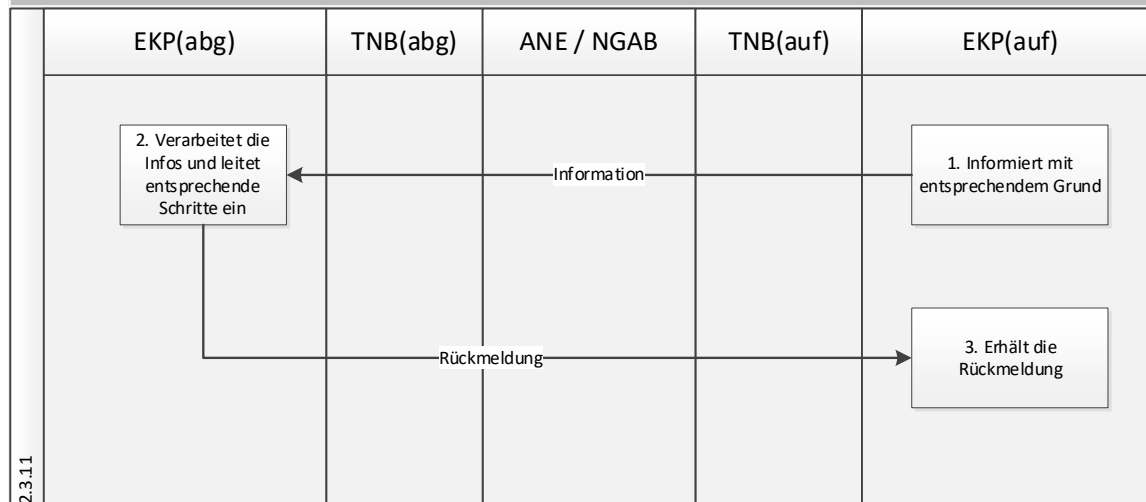 EKP(abg)
TNB(abg)
ANE / NGAB
TNB(auf)
EKP(auf)
2. Verarbeitet die
Infos und leitet
entsprechende
Schritte ein
Information
1. Informiert mit
entsprechendem Grund
Rückmeldung
3. Erhält die
Rückmeldung
2.3.11